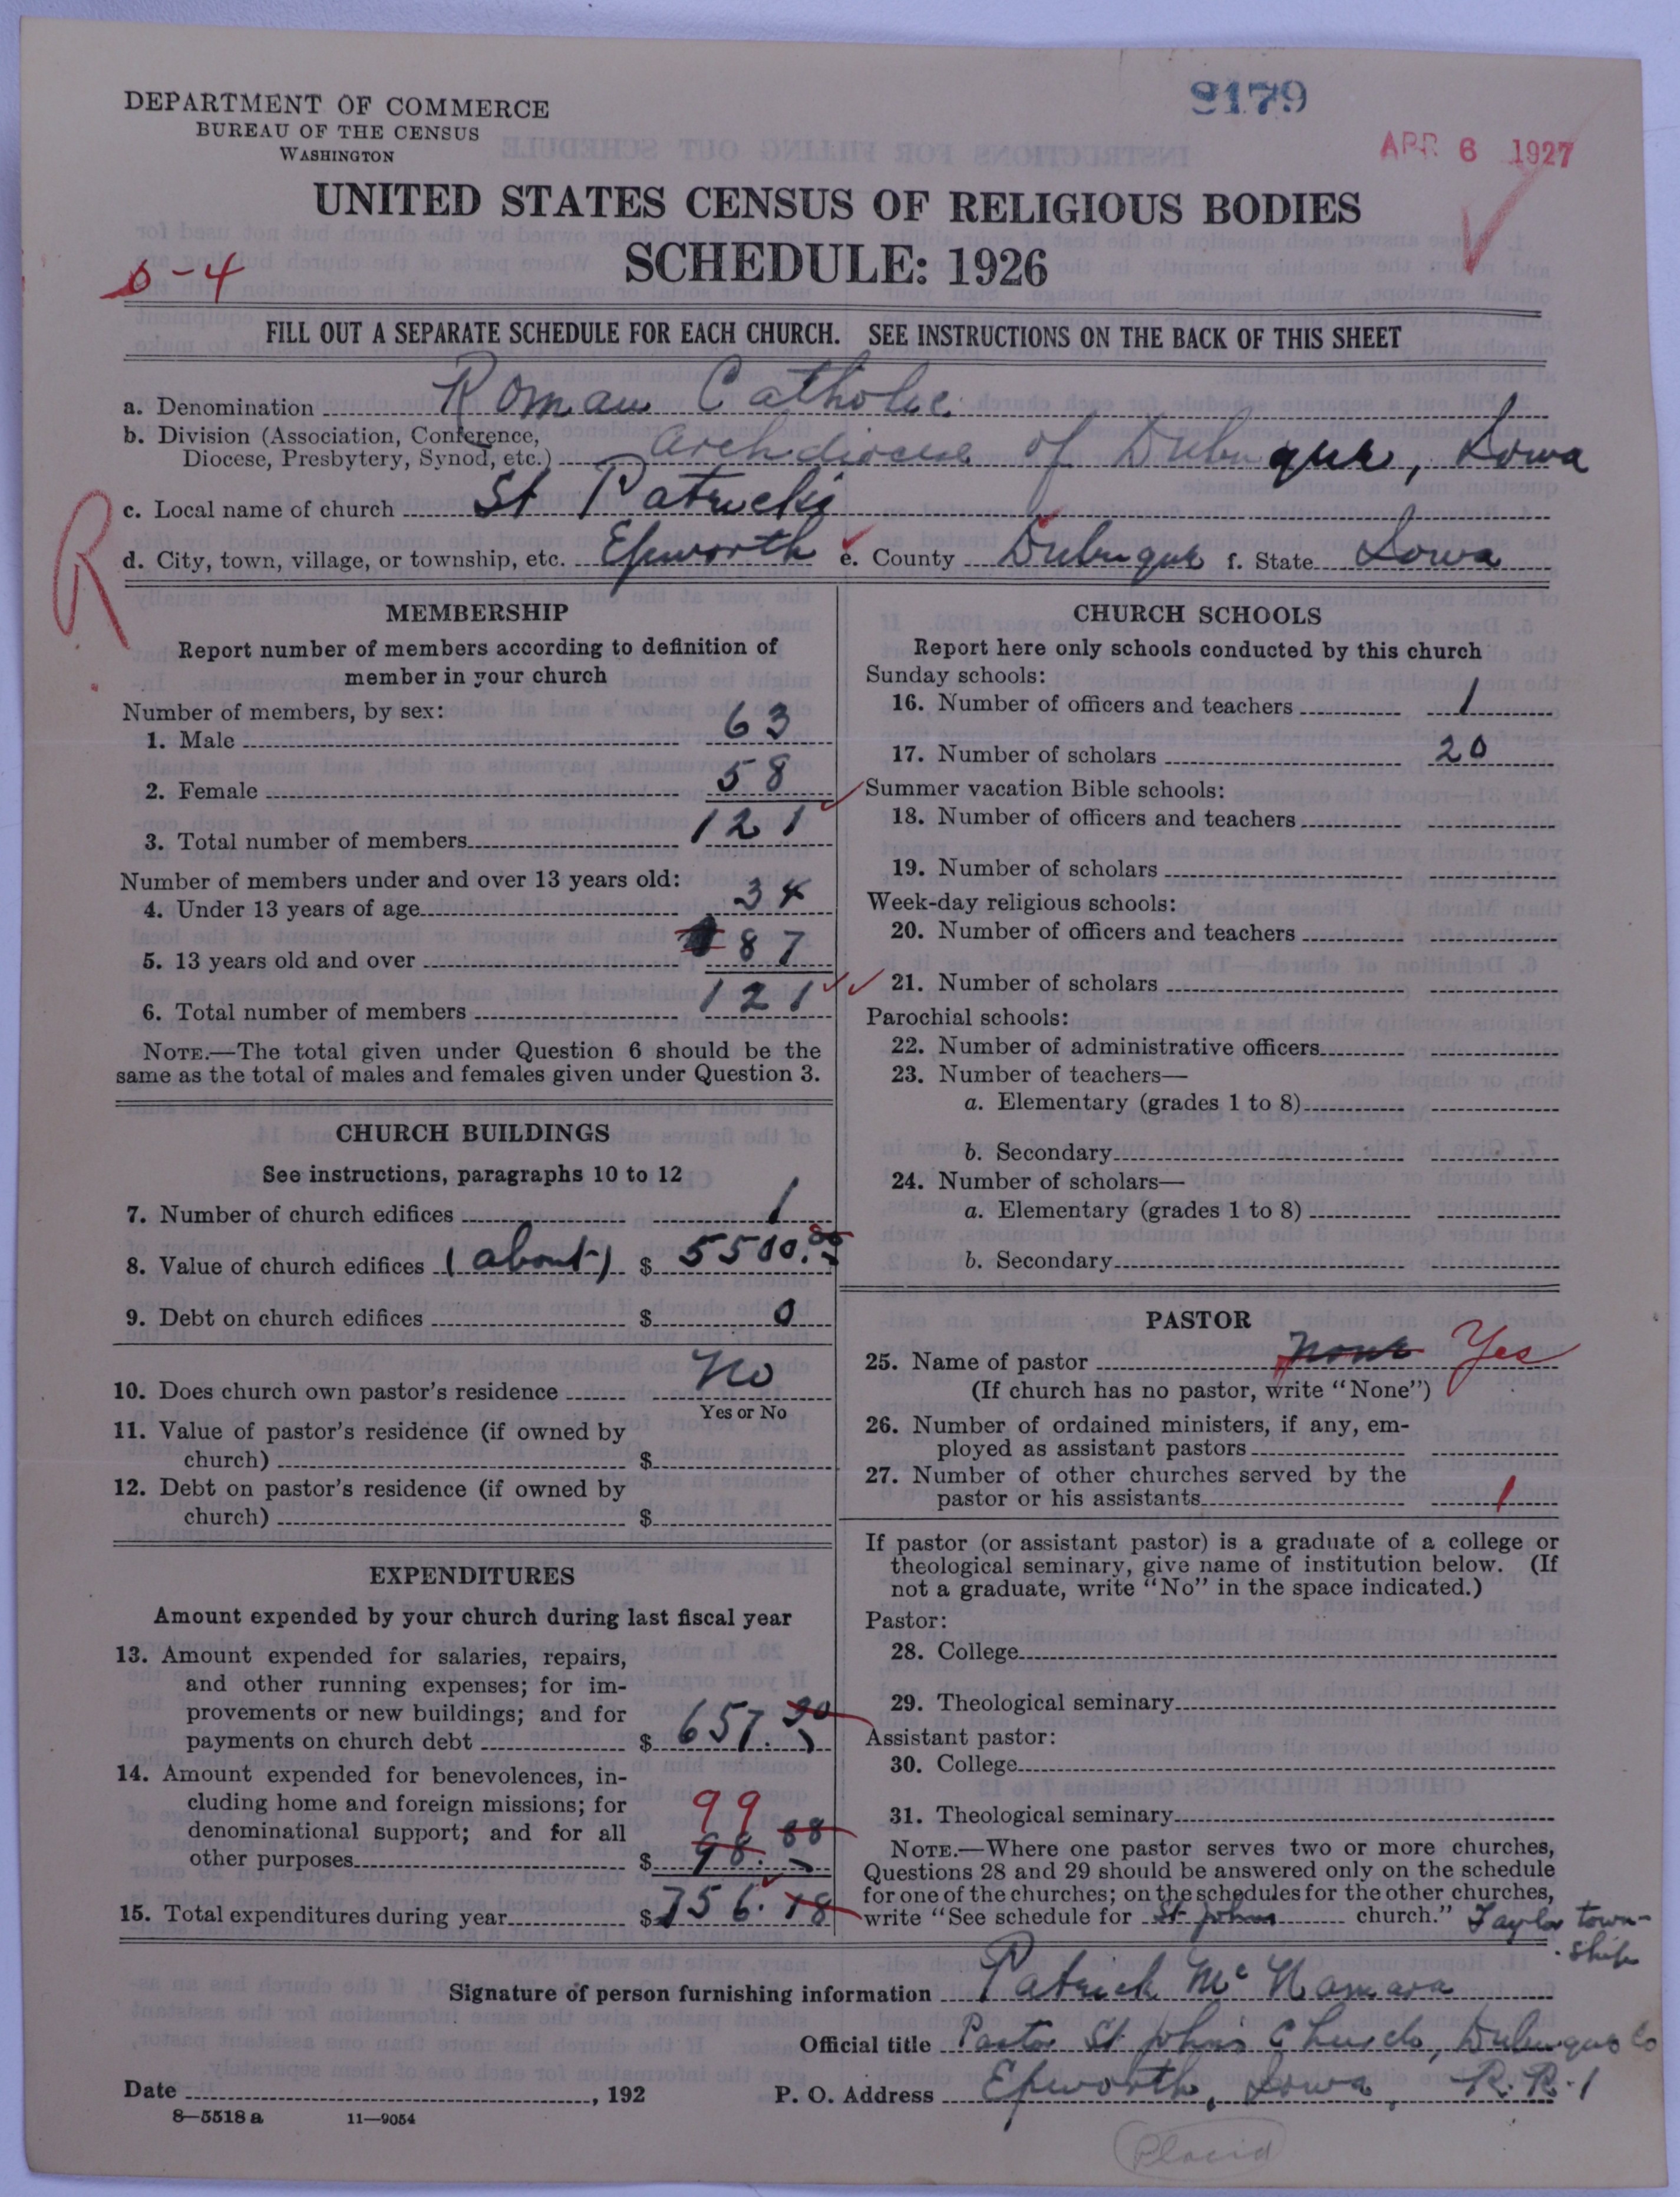 DEPARTMENT OF COMMERCE
BUREAU OF THE CENSUS
WASHINGTON
9179
APR 6 1927
UNITED STATES CENSUS OF RELIGIOUS BODIES
SCHEDULE: 1926
0-4
FILL OUT A SEPARATE SCHEDULE FOR EACH CHURCH. SEE INSTRUCTIONS ON THE BACK OF THIS SHEET
a. Denomination Roman Catholic
b. Division (Association, Conference,
Diocese, Presbytery, Synod, etc.) Archdiocese of Dubuque, Iowa
c. Local name of church St Patricks
R
d. City, town, village, or township, etc. Epworth e. County Dubuque f. State Iowa
MEMBERSHIP
Report number of members according to definition of
member in your church
Number of members, by sex:
1. Male 63
2. Female 58
3. Total number of members 121
Number of members under and over 13 years old:
4. Under 13 years of age 34
5. 13 years old and over 87
6. Total number of members 121
NOTE.—The total given under Question 6 should be the
same as the total of males and females given under Question 3.
CHURCH BUILDINGS
See instructions, paragraphs 10 to 12
7. Number of church edifices 1
8. Value of church edifices (about) $ 5500.00
9. Debt on church edifices $ 0
10. Does church own pastor's residence No
Yes or No
11. Value of pastor's residence (if owned by
church) $
12. Debt on pastor's residence (if owned by
church) $
EXPENDITURES
Amount expended by your church during last fiscal year
13. Amount expended for salaries, repairs,
and other running expenses; for im-
provements or new buildings; and for
payments on church debt $ 657.30
14. Amount expended for benevolences, in-
cluding home and foreign missions; for 99
denominational support; and for all
other purposes $ 98.88
15. Total expenditures during year $ 756.18
CHURCH SCHOOLS
Report here only schools conducted by this church
Sunday schools:
16. Number of officers and teachers 1
17. Number of scholars 20
Summer vacation Bible schools:
18. Number of officers and teachers
19. Number of scholars
Week-day religious schools:
20. Number of officers and teachers
21. Number of scholars
Parochial schools:
22. Number of administrative officers
23. Number of teachers—
a. Elementary (grades 1 to 8)
b. Secondary
24. Number of scholars—
a. Elementary (grades 1 to 8)
b. Secondary
PASTOR
25. Name of pastor None Yes
(If church has no pastor, write "None")
26. Number of ordained ministers, if any, em-
ployed as assistant pastors
27. Number of other churches served by the
pastor or his assistants 1
If pastor (or assistant pastor) is a graduate of a college or
theological seminary, give name of institution below. (If
not a graduate, write "No" in the space indicated.)
Pastor:
28. College
29. Theological seminary
Assistant pastor:
30. College
31. Theological seminary
NOTE.—Where one pastor serves two or more churches,
Questions 28 and 29 should be answered only on the schedule
for one of the churches; on the schedules for the other churches,
write "See schedule for St Johns church." Taylor town-
ship
Signature of person furnishing information Patrick McNamara
Official title Pastor St John's Church, Dubuque Co
Date , 192 P. O. Address Epworth, Iowa, R.R.1
8—5518 a 11—9054
Placid